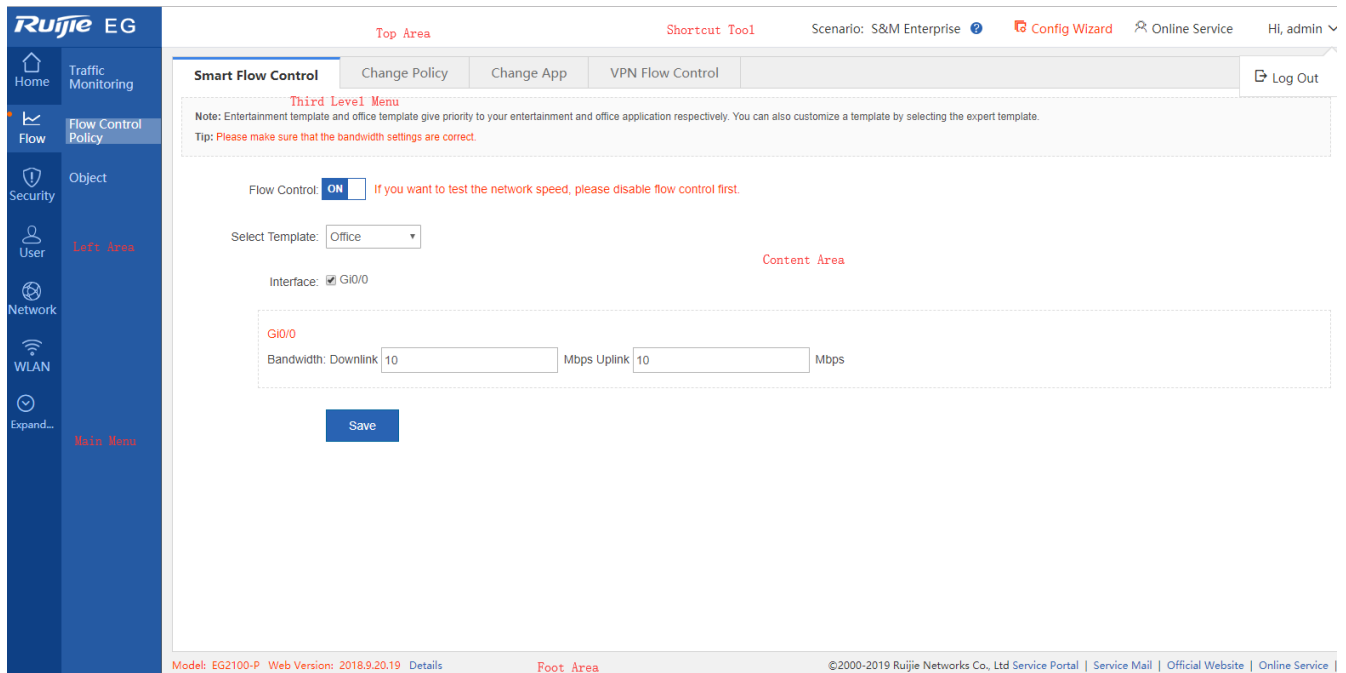 Ruijie EG
Top Area
Shortcut Tool
Scenario: S&M Enterprise ?
Config Wizard
Online Service
Hi, admin
Log Out
Home
Flow
Security
User
Network
WLAN
Expand...
Traffic
Monitoring
Flow Control
Policy
Object
Left Area
Main Menu
Smart Flow Control
Change Policy
Change App
VPN Flow Control
Third Level Menu
Note: Entertainment template and office template give priority to your entertainment and office application respectively. You can also customize a template by selecting the expert template.
Tip: Please make sure that the bandwidth settings are correct.
Flow Control: ON If you want to test the network speed, please disable flow control first.
Select Template: Office
Content Area
Interface: Gi0/0
Gi0/0
Bandwidth: Downlink 10 Mbps Uplink 10 Mbps
Save
Model: EG2100-P Web Version: 2018.9.20.19 Details
Foot Area
©2000-2019 Ruijie Networks Co., Ltd Service Portal | Service Mail | Official Website | Online Service |